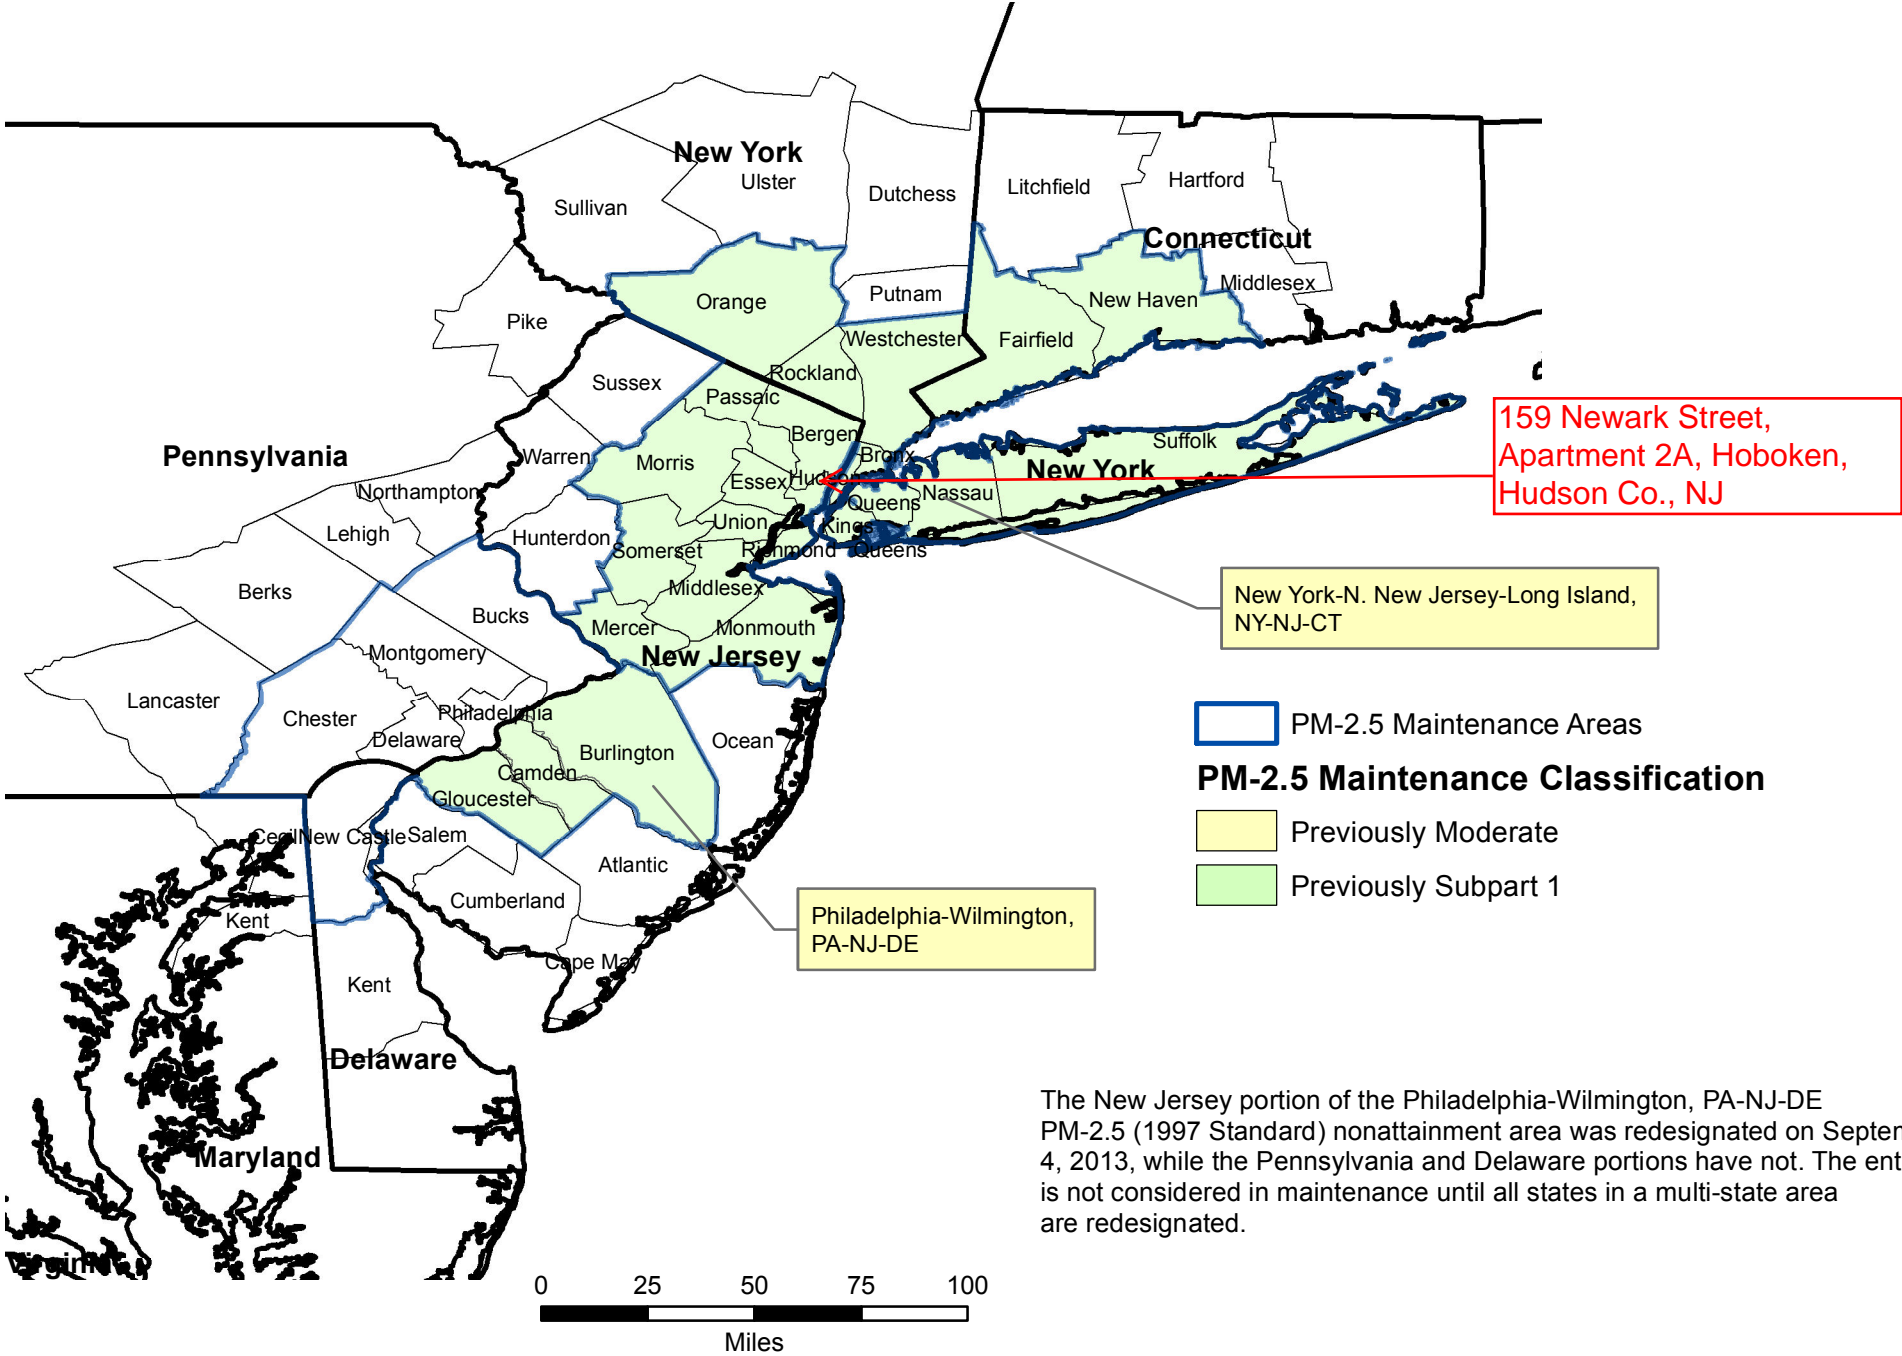 New York
Ulster
Sullivan
Dutchess
Litchfield
Hartford
Connecticut
Middlesex
Putnam
Orange
New Haven
Pike
Westchester
Fairfield
Rockland
Sussex
Passaic
159 Newark Street,
Apartment 2A, Hoboken,
Hudson Co., NJ
Bergen
Suffolk
Pennsylvania
Warren
Morris
Bronx
New York
Essex
Hudson
Northampton
Nassau
Queens
Union
Kings
Lehigh
Hunterdon
Somerset
Richmond
Queens
Middlesex
Berks
Bucks
New York-N. New Jersey-Long Island,
NY-NJ-CT
Mercer
Monmouth
Montgomery
New Jersey
Lancaster
Chester
Philadelphia
Delaware
Ocean
Burlington
PM-2.5 Maintenance Areas
Camden
Gloucester
PM-2.5 Maintenance Classification
Cecil
New Castle
Salem
Previously Moderate
Atlantic
Previously Subpart 1
Cumberland
Kent
Philadelphia-Wilmington,
PA-NJ-DE
Cape May
Kent
Delaware
The New Jersey portion of the Philadelphia-Wilmington, PA-NJ-DE
PM-2.5 (1997 Standard) nonattainment area was redesignated on Septen
4, 2013, while the Pennsylvania and Delaware portions have not. The ent
is not considered in maintenance until all states in a multi-state area
are redesignated.
Maryland
Virginia
0 25 50 75 100
Miles